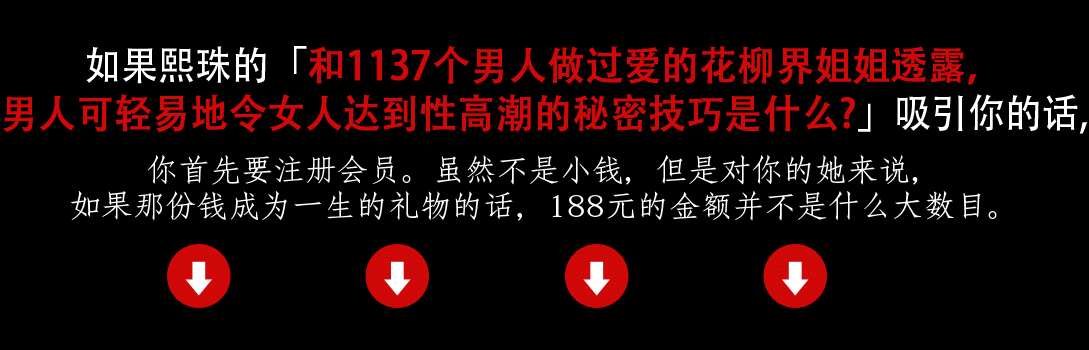 如果熙珠的「和1137个男人做过爱的花柳界姐姐透露,
男人可轻易地令女人达到性高潮的秘密技巧是什么?」吸引你的话,
你首先要注册会员。虽然不是小钱, 但是对你的她来说,
如果那份钱成为一生的礼物的话, 188元的金额并不是什么大数目。